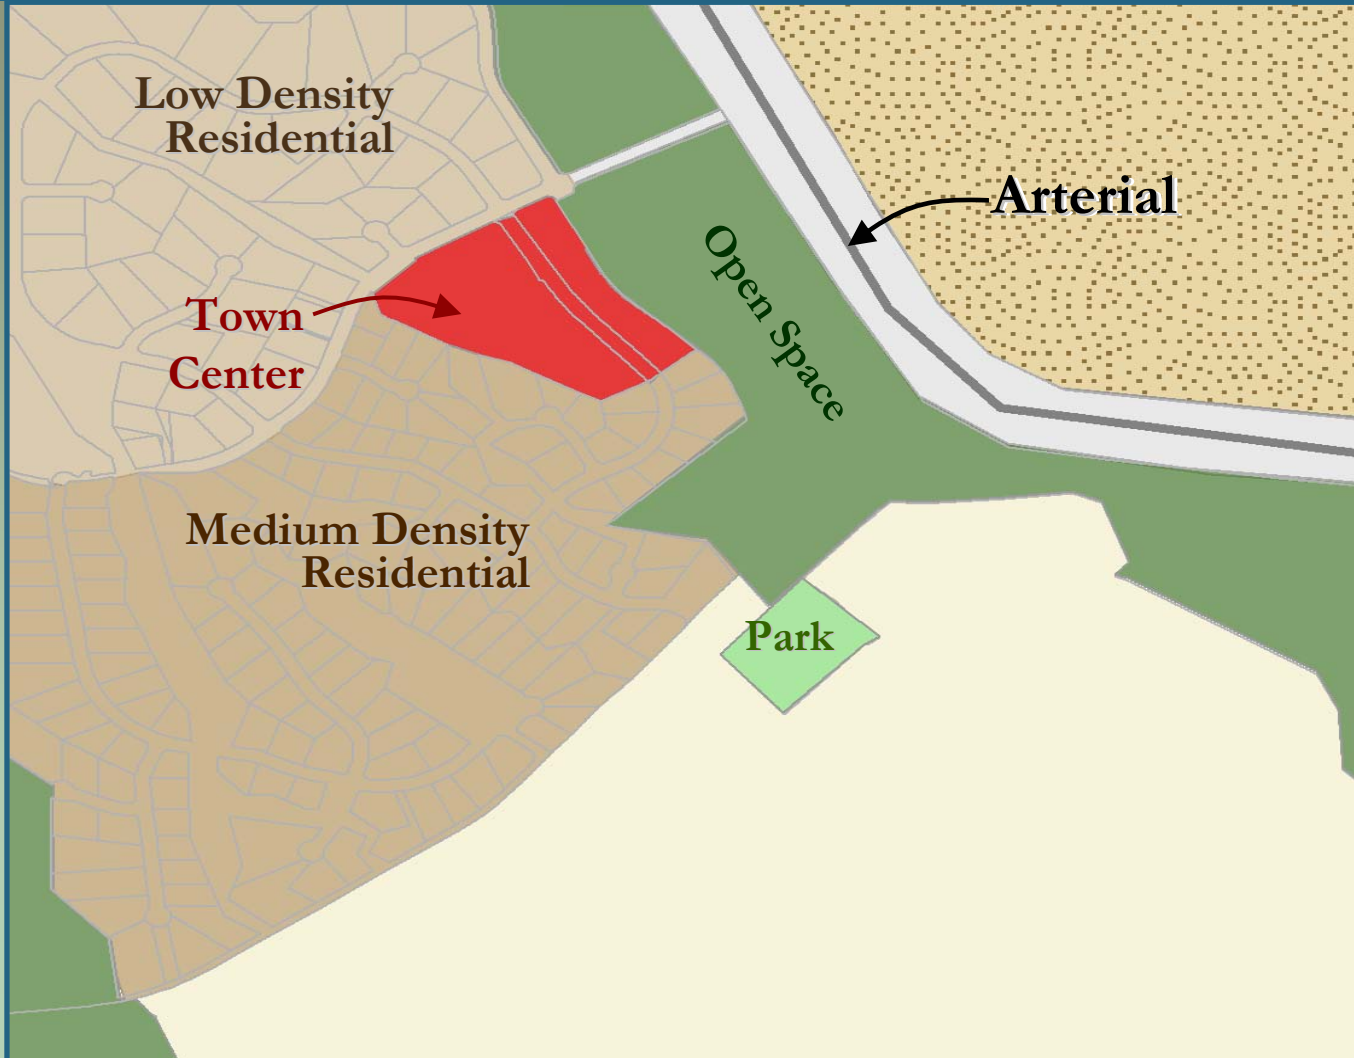 Low Density
Residential
Arterial
Open Space
Town
Center
Medium Density
Residential
Park